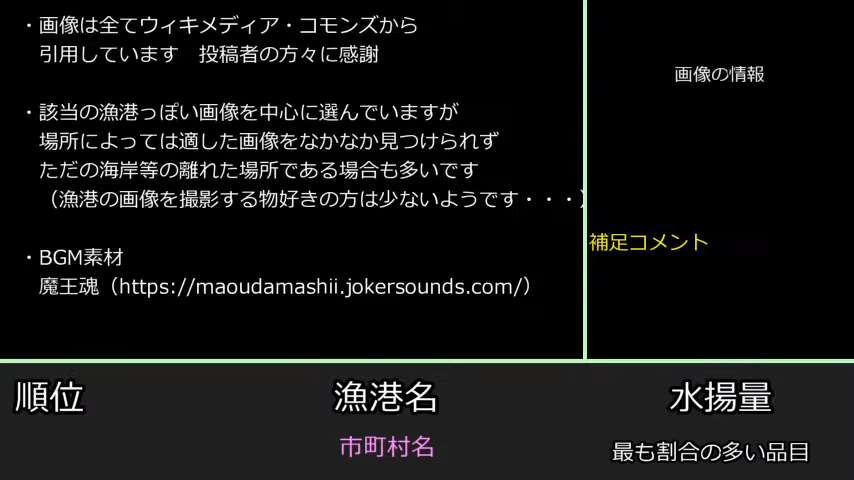 ・画像は全てウィキメディア・コモンズから
引用しています　投稿者の方々に感謝
・該当の漁港っぽい画像を中心に選んでいますが
場所によっては適した画像をなかなか見つけられず
ただの海岸等の離れた場所である場合も多いです
（漁港の画像を撮影する物好きの方は少ないようです・・・）
・BGM素材
魔王魂（https://maoudamashii.jokersounds.com/）
画像の情報
補足コメント
順位
漁港名
水揚量
市町村名
最も割合の多い品目